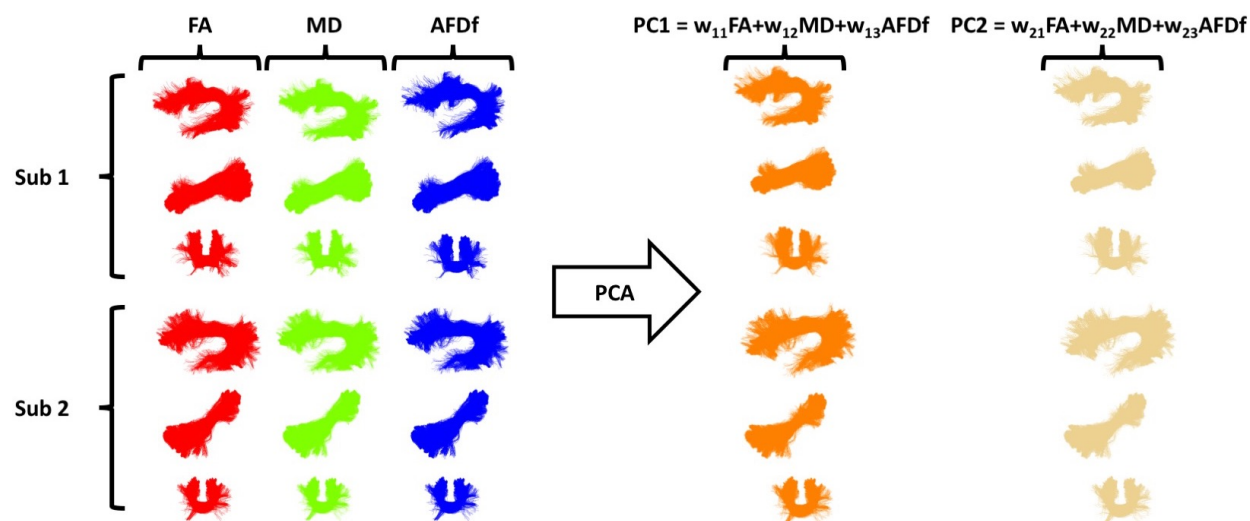 FA MD AFDf PC1 = w₁₁FA+w₁₂MD+w₁₃AFDf PC2 = w₂₁FA+w₂₂MD+w₂₃AFDf
Sub 1
PCA
Sub 2